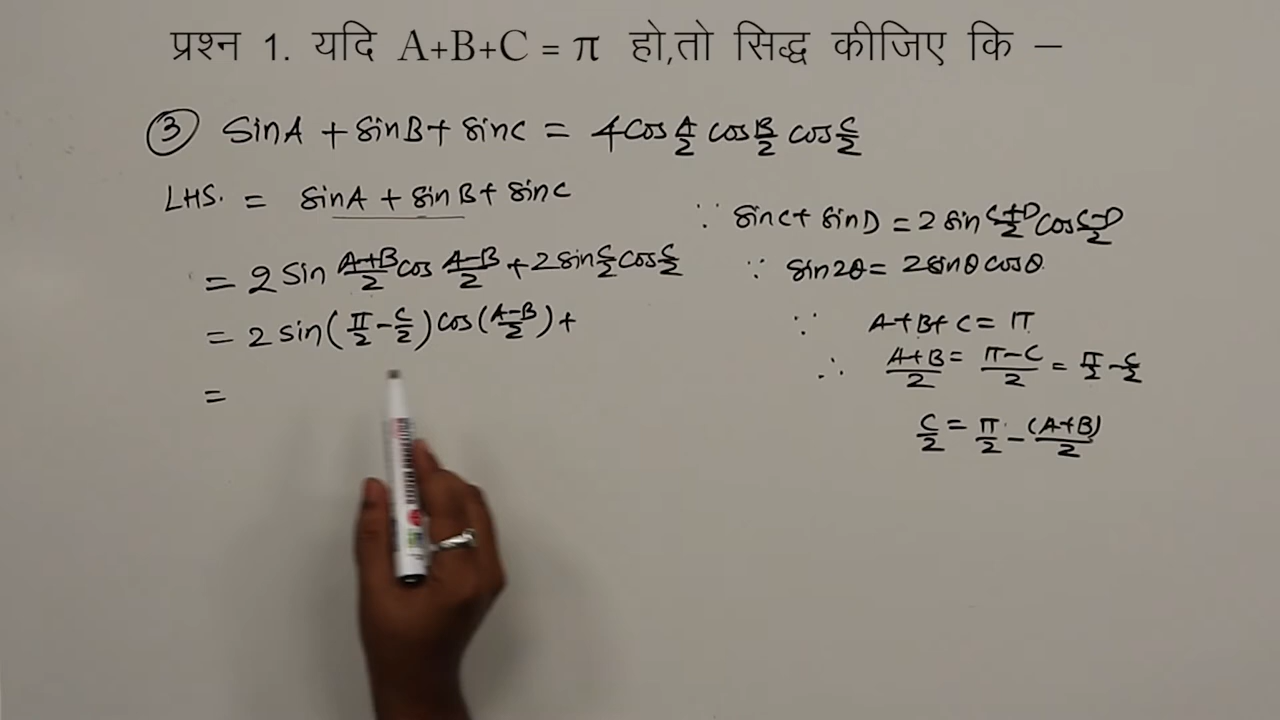 प्रश्न 1. यदि A+B+C = π हो,तो सिद्ध कीजिए कि –
③ SinA + sinB + sinC = 4cos A/2 cos B/2 cos C/2
LHS. = sinA + sinB + sinC
= 2 sin A+B/2 cos A-B/2 + 2 sin C/2 cos C/2
= 2 sin(π/2 - C/2) cos(A-B/2) +
=
∵ sinC + sinD = 2 sin C+D/2 cos C-D/2
∵ sin2θ = 2sinθ cosθ
∵ A+B+C = π
∴ A+B/2 = π-C/2 = π/2 - C/2
C/2 = π/2 - (A+B)/2